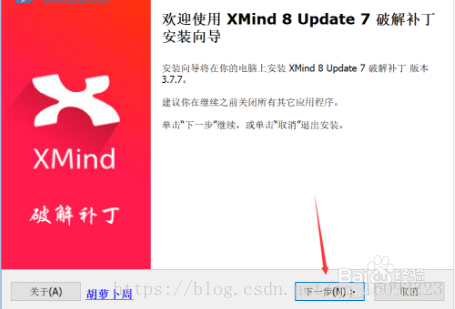 欢迎使用 XMind 8 Update 7 破解补丁
安装向导
安装向导将在你的电脑上安装 XMind 8 Update 7 破解补丁 版本
3.7.7。
建议你在继续之前关闭所有其它应用程序。
单击“下一步”继续，或单击“取消”退出安装。
XMind
破解补丁
关于(A)
胡萝卜周
下一步(N) >
取消
Baidu 经验